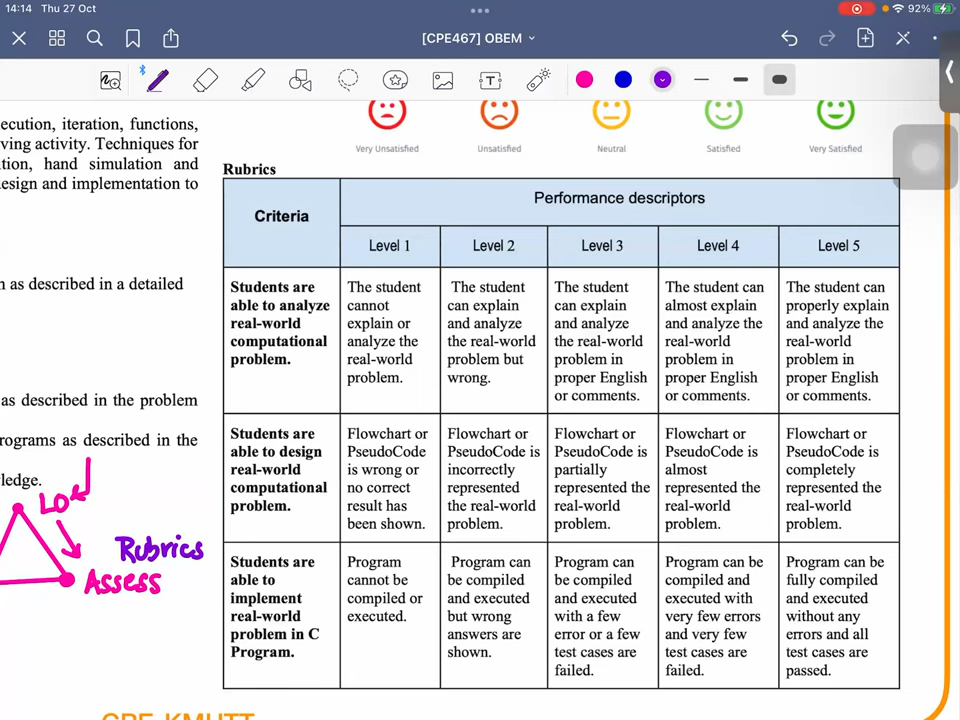 14:14 Thu 27 Oct
92%
[CPE467] OBEM
T
ecution, iteration, functions,
ving activity. Techniques for
tion, hand simulation and
esign and implementation to
as described in a detailed
as described in the problem
rograms as described in the
ledge.
LO
Rubrics
Assess
Very Unsatisfied
Unsatisfied
Neutral
Satisfied
Very Satisfied
Rubrics
Criteria
Performance descriptors
Level 1
Level 2
Level 3
Level 4
Level 5
Students are
able to analyze
real-world
computational
problem.
The student
cannot
explain or
analyze the
real-world
problem.
The student
can explain
and analyze
the real-world
problem but
wrong.
The student
can explain
and analyze
the real-world
problem in
proper English
or comments.
The student can
almost explain
and analyze the
real-world
problem in
proper English
or comments.
The student can
properly explain
and analyze the
real-world
problem in
proper English
or comments.
Students are
able to design
real-world
computational
problem.
Flowchart or
PseudoCode
is wrong or
no correct
result has
been shown.
Flowchart or
PseudoCode is
incorrectly
represented
the real-world
problem.
Flowchart or
PseudoCode is
partially
represented the
real-world
problem.
Flowchart or
PseudoCode is
almost
represented the
real-world
problem.
Flowchart or
PseudoCode is
completely
represented the
real-world
problem.
Students are
able to
implement
real-world
problem in C
Program.
Program
cannot be
compiled or
executed.
Program can
be compiled
and executed
but wrong
answers are
shown.
Program can
be compiled
and executed
with a few
error or a few
test cases are
failed.
Program can be
compiled and
executed with
very few errors
and very few
test cases are
failed.
Program can be
fully compiled
and executed
without any
errors and all
test cases are
passed.
CPE-KMUTT